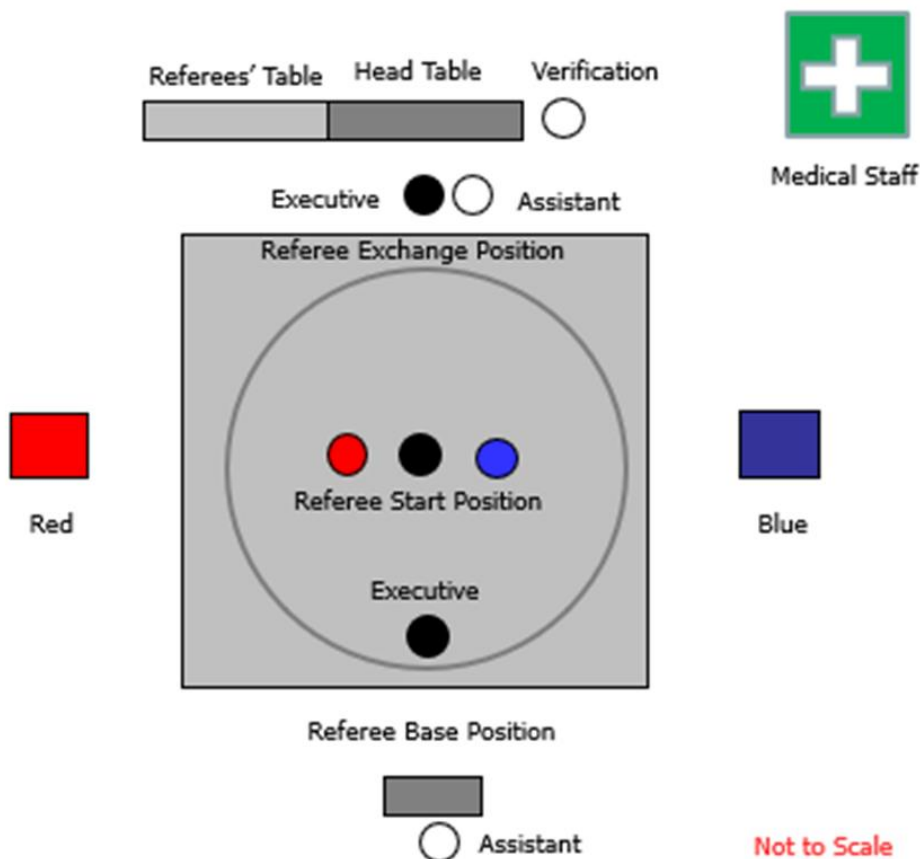 Referees' Table
Head Table
Verification
Medical Staff
Executive
Assistant
Referee Exchange Position
Referee Start Position
Red
Blue
Executive
Referee Base Position
Assistant
Not to Scale